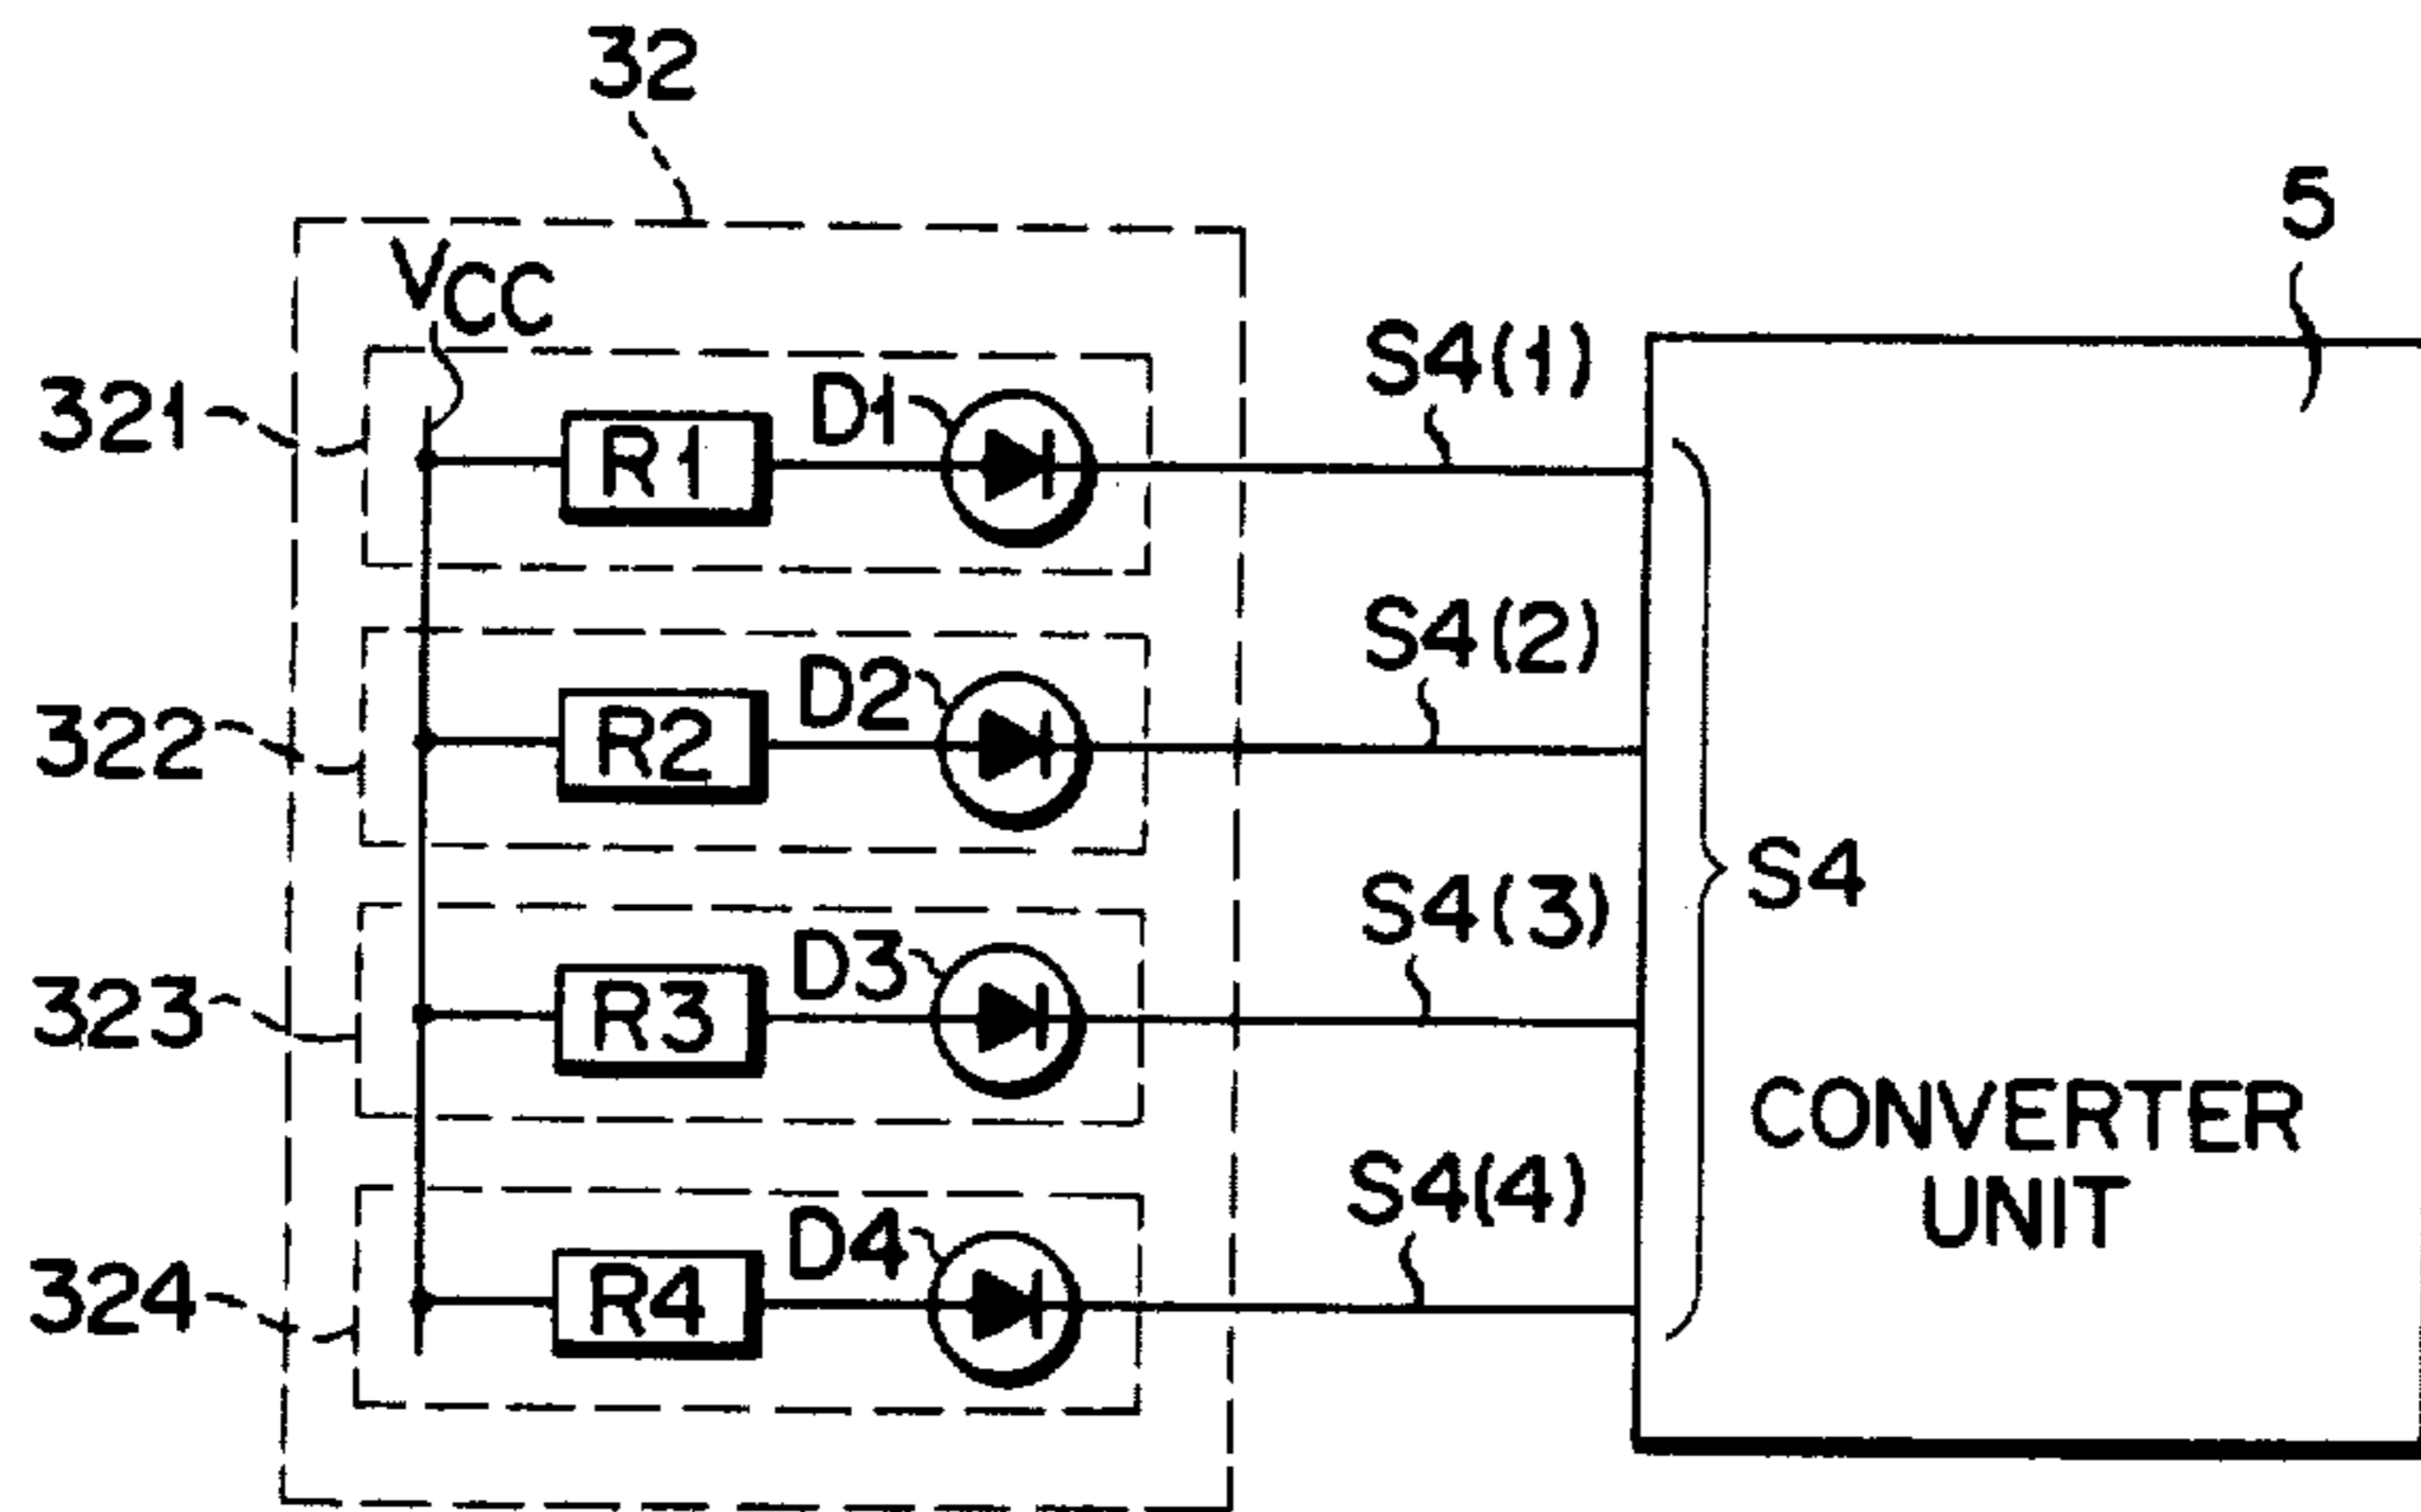 32
5
VCC
321
R1
D1
S4(1)
322
R2
D2
S4(2)
S4
323
R3
D3
S4(3)
CONVERTER
UNIT
324
R4
D4
S4(4)